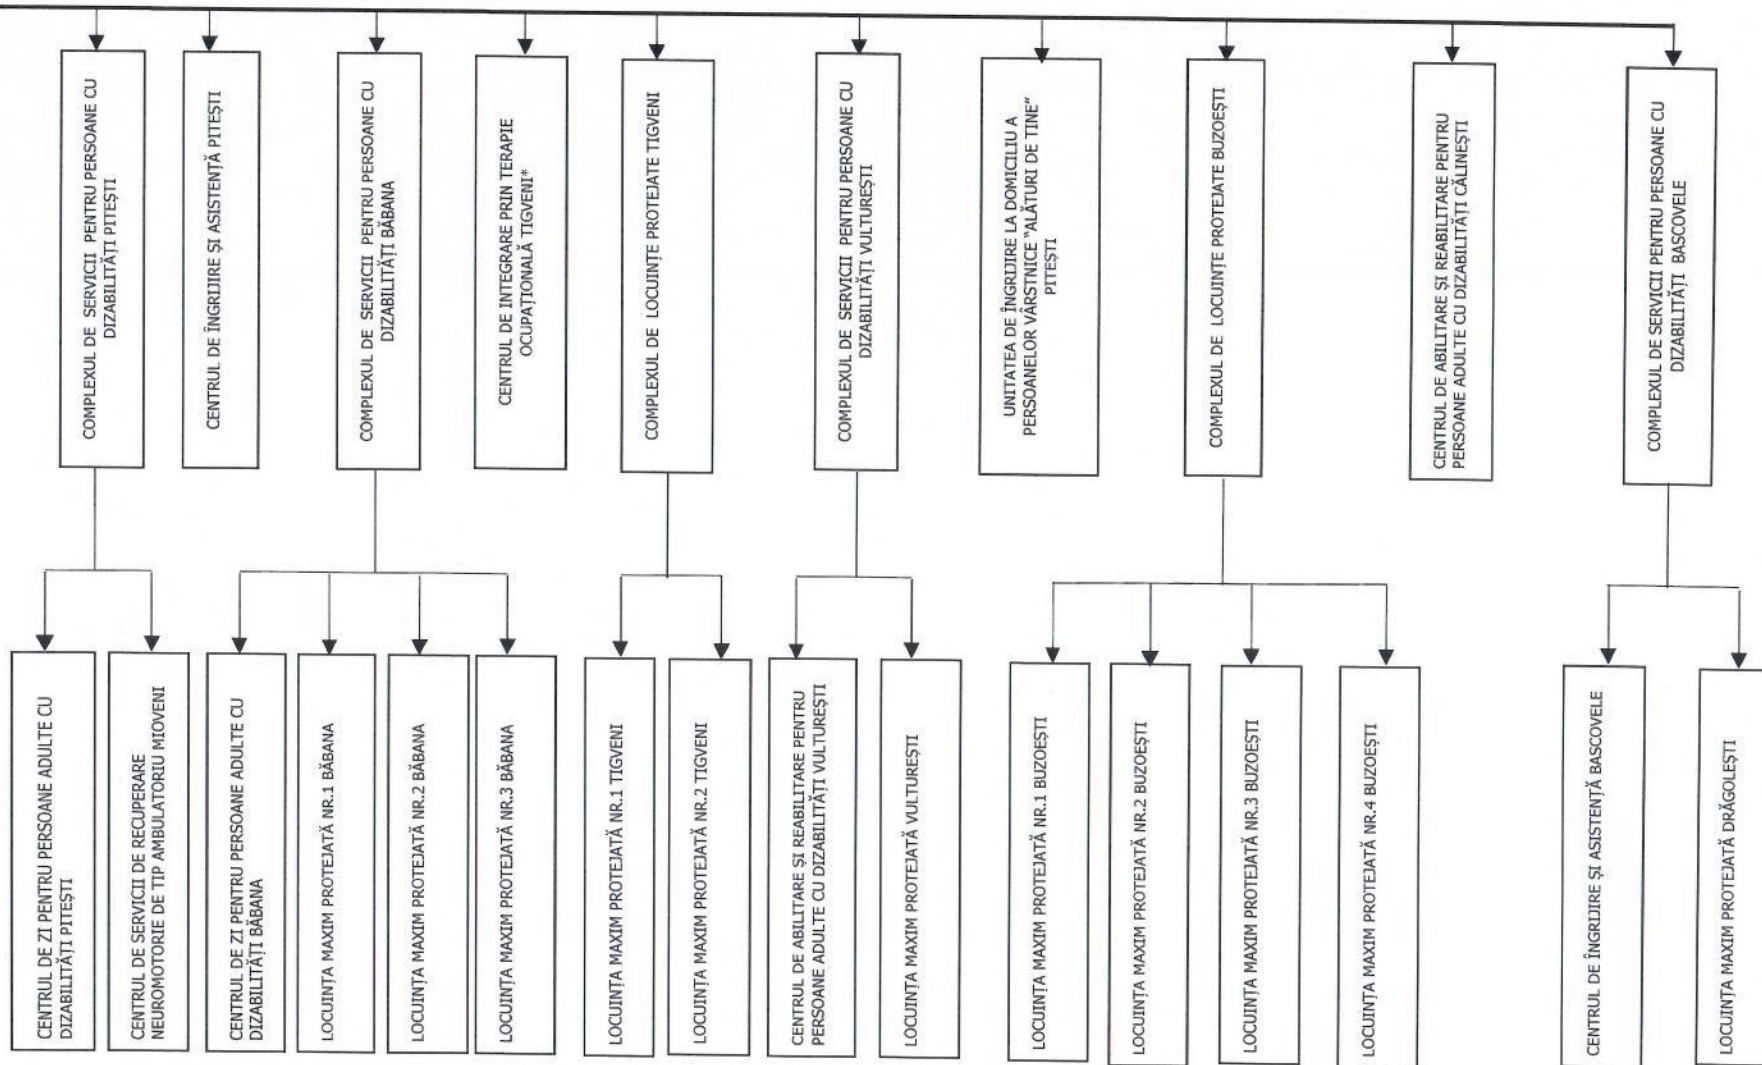 COMPLEXUL DE SERVICII PENTRU PERSOANE CU
DIZABILITĂȚI PITEȘTI
CENTRUL DE ÎNGRIJIRE ȘI ASISTENȚĂ PITEȘTI
COMPLEXUL DE SERVICII PENTRU PERSOANE CU
DIZABILITĂȚI BĂBANA
CENTRUL DE INTEGRARE PRIN TERAPIE
OCUPAȚIONALĂ TIGVENI*
COMPLEXUL DE LOCUINȚE PROTEJATE TIGVENI
COMPLEXUL DE SERVICII PENTRU PERSOANE CU
DIZABILITĂȚI VULTUREȘTI
UNITATEA DE ÎNGRIJIRE LA DOMICILIU A
PERSOANELOR VÂRSTNICE "ALĂTURI DE TINE"
PITEȘTI
COMPLEXUL DE LOCUINTE PROTEJATE BUZOEȘTI
CENTRUL DE ABILITARE ȘI REABILITARE PENTRU
PERSOANE ADULTE CU DIZABILITĂȚI CĂLINEȘTI
COMPLEXUL DE SERVICII PENTRU PERSOANE CU
DIZABILITĂȚI BASCOVELE
CENTRUL DE ZI PENTRU PERSOANE ADULTE CU
DIZABILITĂȚI PITEȘTI
CENTRUL DE SERVICII DE RECUPERARE
NEUROMOTORIE DE TIP AMBULATORIU MIOVENI
CENTRUL DE ZI PENTRU PERSOANE ADULTE CU
DIZABILITĂȚI BĂBANA
LOCUINȚA MAXIM PROTEJATĂ NR.1 BĂBANA
LOCUINȚA MAXIM PROTEJATĂ NR.2 BĂBANA
LOCUINȚA MAXIM PROTEJATĂ NR.3 BĂBANA
LOCUINȚA MAXIM PROTEJATĂ NR.1 TIGVENI
LOCUINȚA MAXIM PROTEJATĂ NR.2 TIGVENI
CENTRUL DE ABILITARE ȘI REABILITARE PENTRU
PERSOANE ADULTE CU DIZABILITĂȚI VULTUREȘTI
LOCUINȚA MAXIM PROTEJATĂ VULTUREȘTI
LOCUINȚA MAXIM PROTEJATĂ NR.1 BUZOEȘTI
LOCUINȚA MAXIM PROTEJATĂ NR.2 BUZOEȘTI
LOCUINȚA MAXIM PROTEJATĂ NR.3 BUZOEȘTI
LOCUINȚA MAXIM PROTEJATĂ NR.4 BUZOEȘTI
CENTRUL DE ÎNGRIJIRE ȘI ASISTENȚĂ BASCOVELE
LOCUINȚA MAXIM PROTEJATĂ DRĂGOLEȘTI